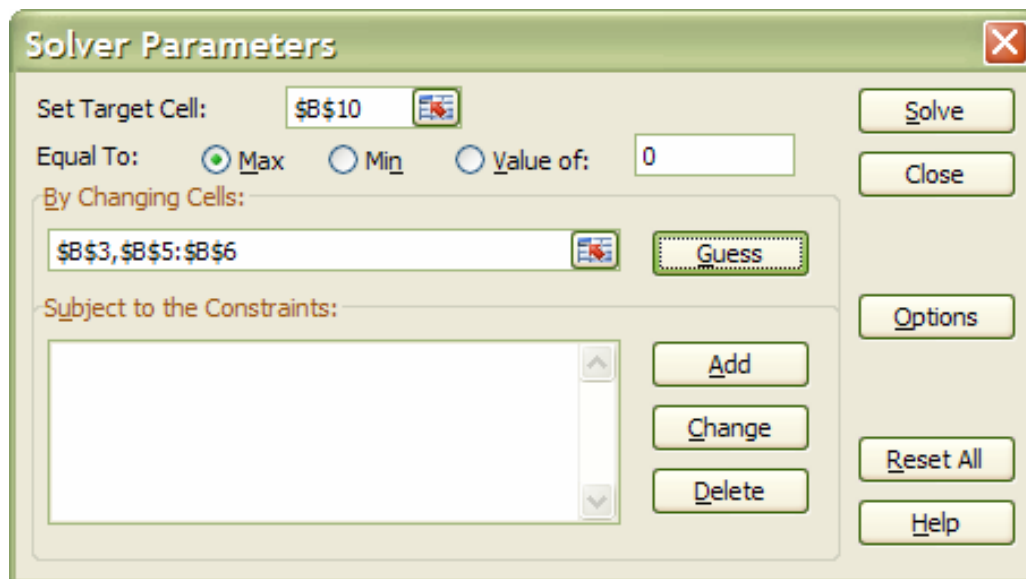 Solver Parameters
Set Target Cell: $B$10 Solve
Equal To: Max Min Value of: 0
Close
By Changing Cells:
$B$3,$B$5:$B$6 Guess
Subject to the Constraints: Options
Add
Change
Reset All
Delete
Help